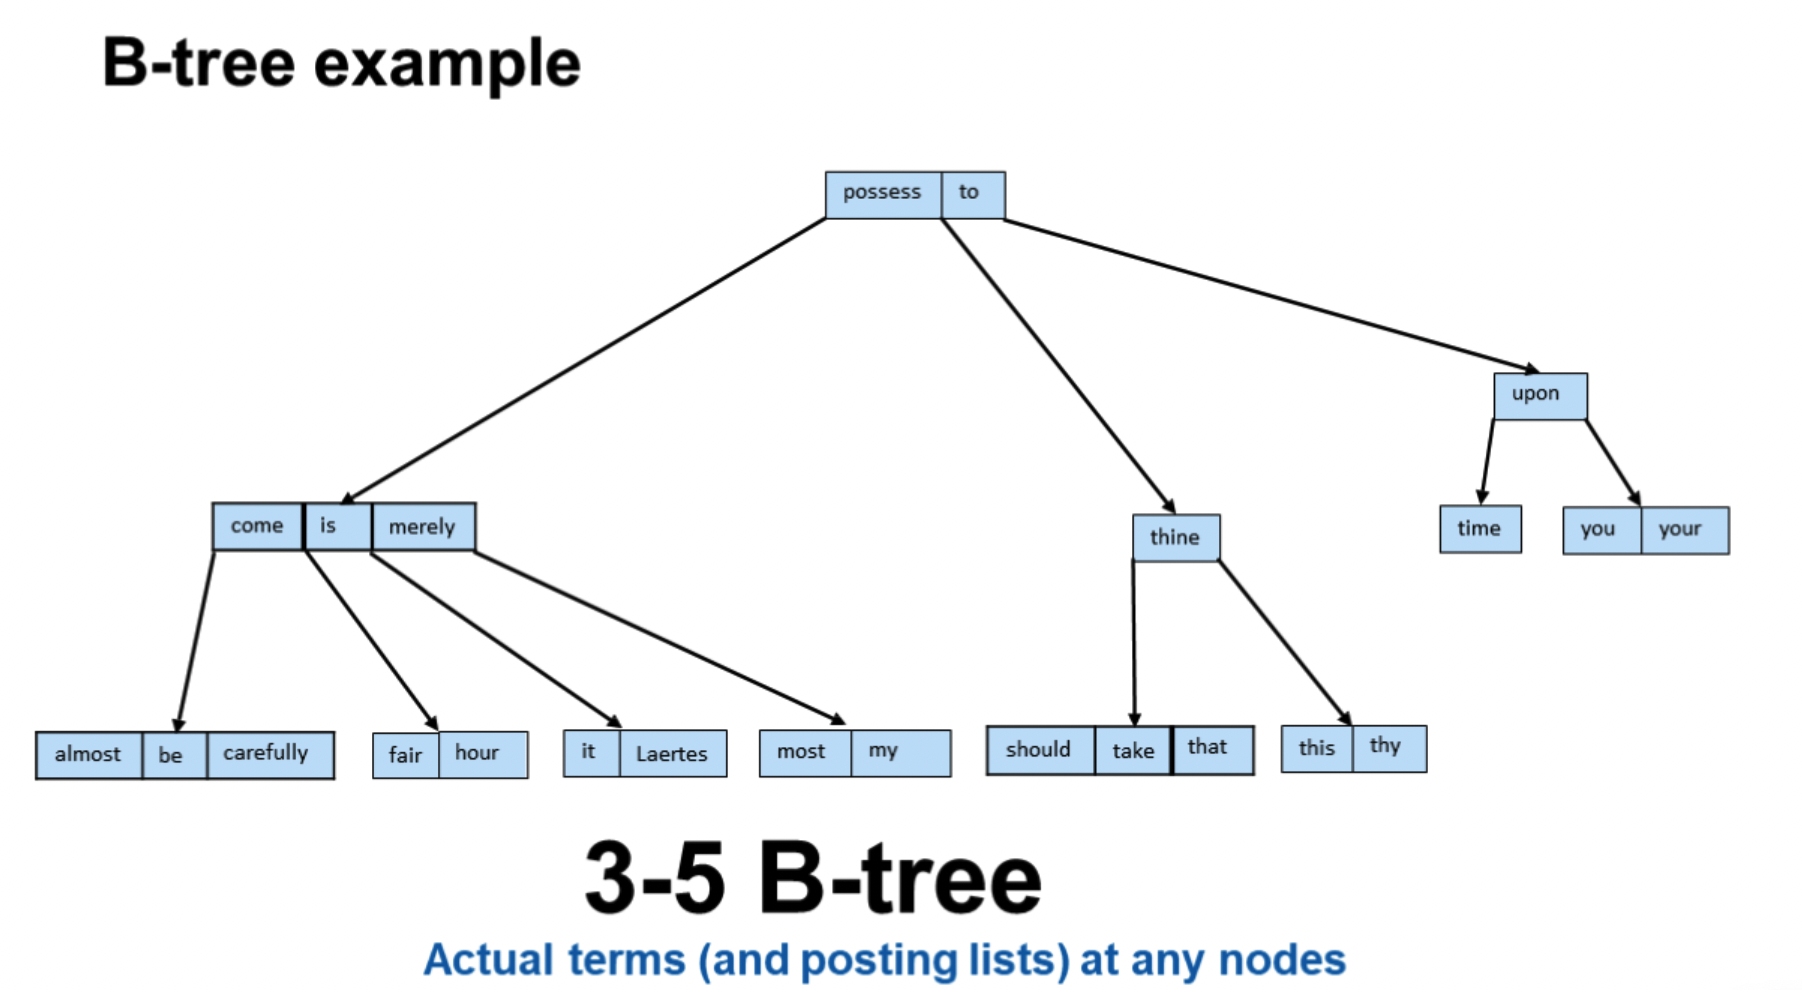 B-tree example
possess to
upon
come is merely
thine
time you your
almost be carefully fair hour it Laertes most my should take that this thy
3-5 B-tree
Actual terms (and posting lists) at any nodes